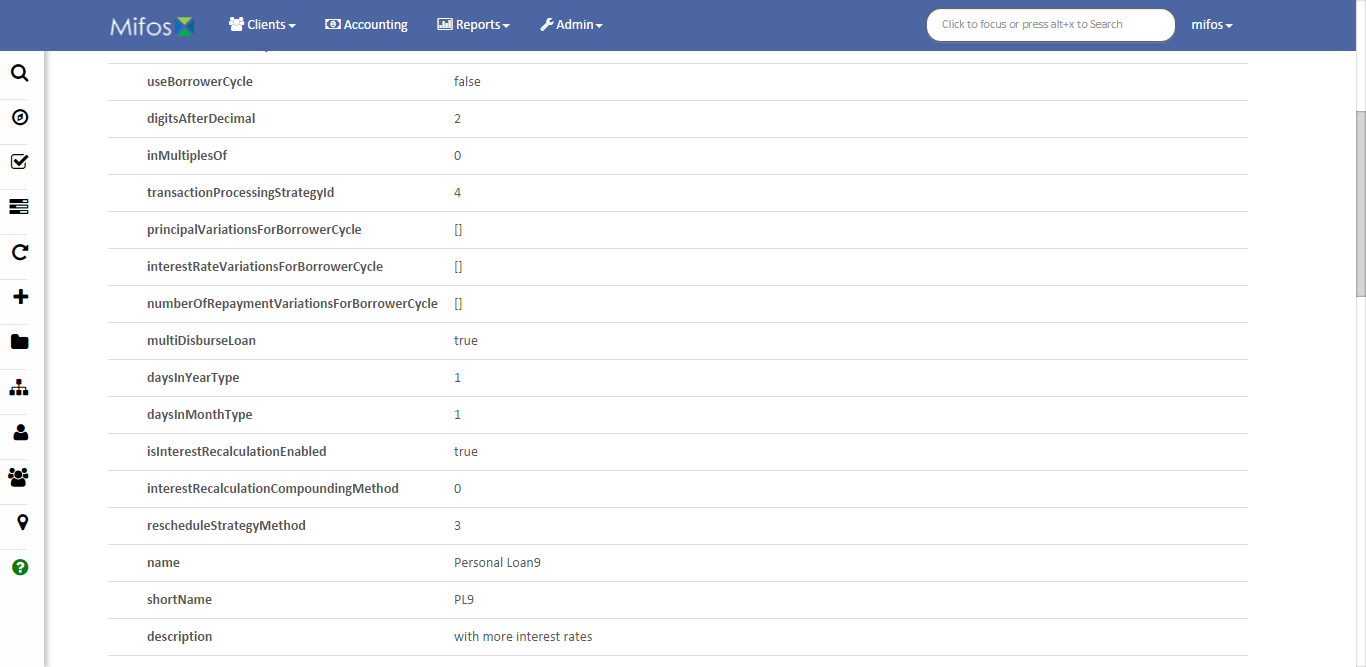 Mifos Clients Accounting Reports Admin Click to focus or press alt+x to Search mifos
useBorrowerCycle false
digitsAfterDecimal 2
inMultiplesOf 0
transactionProcessingStrategyId 4
principalVariationsForBorrowerCycle []
interestRateVariationsForBorrowerCycle []
numberOfRepaymentVariationsForBorrowerCycle []
multiDisburseLoan true
daysInYearType 1
daysInMonthType 1
isInterestRecalculationEnabled true
interestRecalculationCompoundingMethod 0
rescheduleStrategyMethod 3
name Personal Loan9
shortName PL9
description with more interest rates